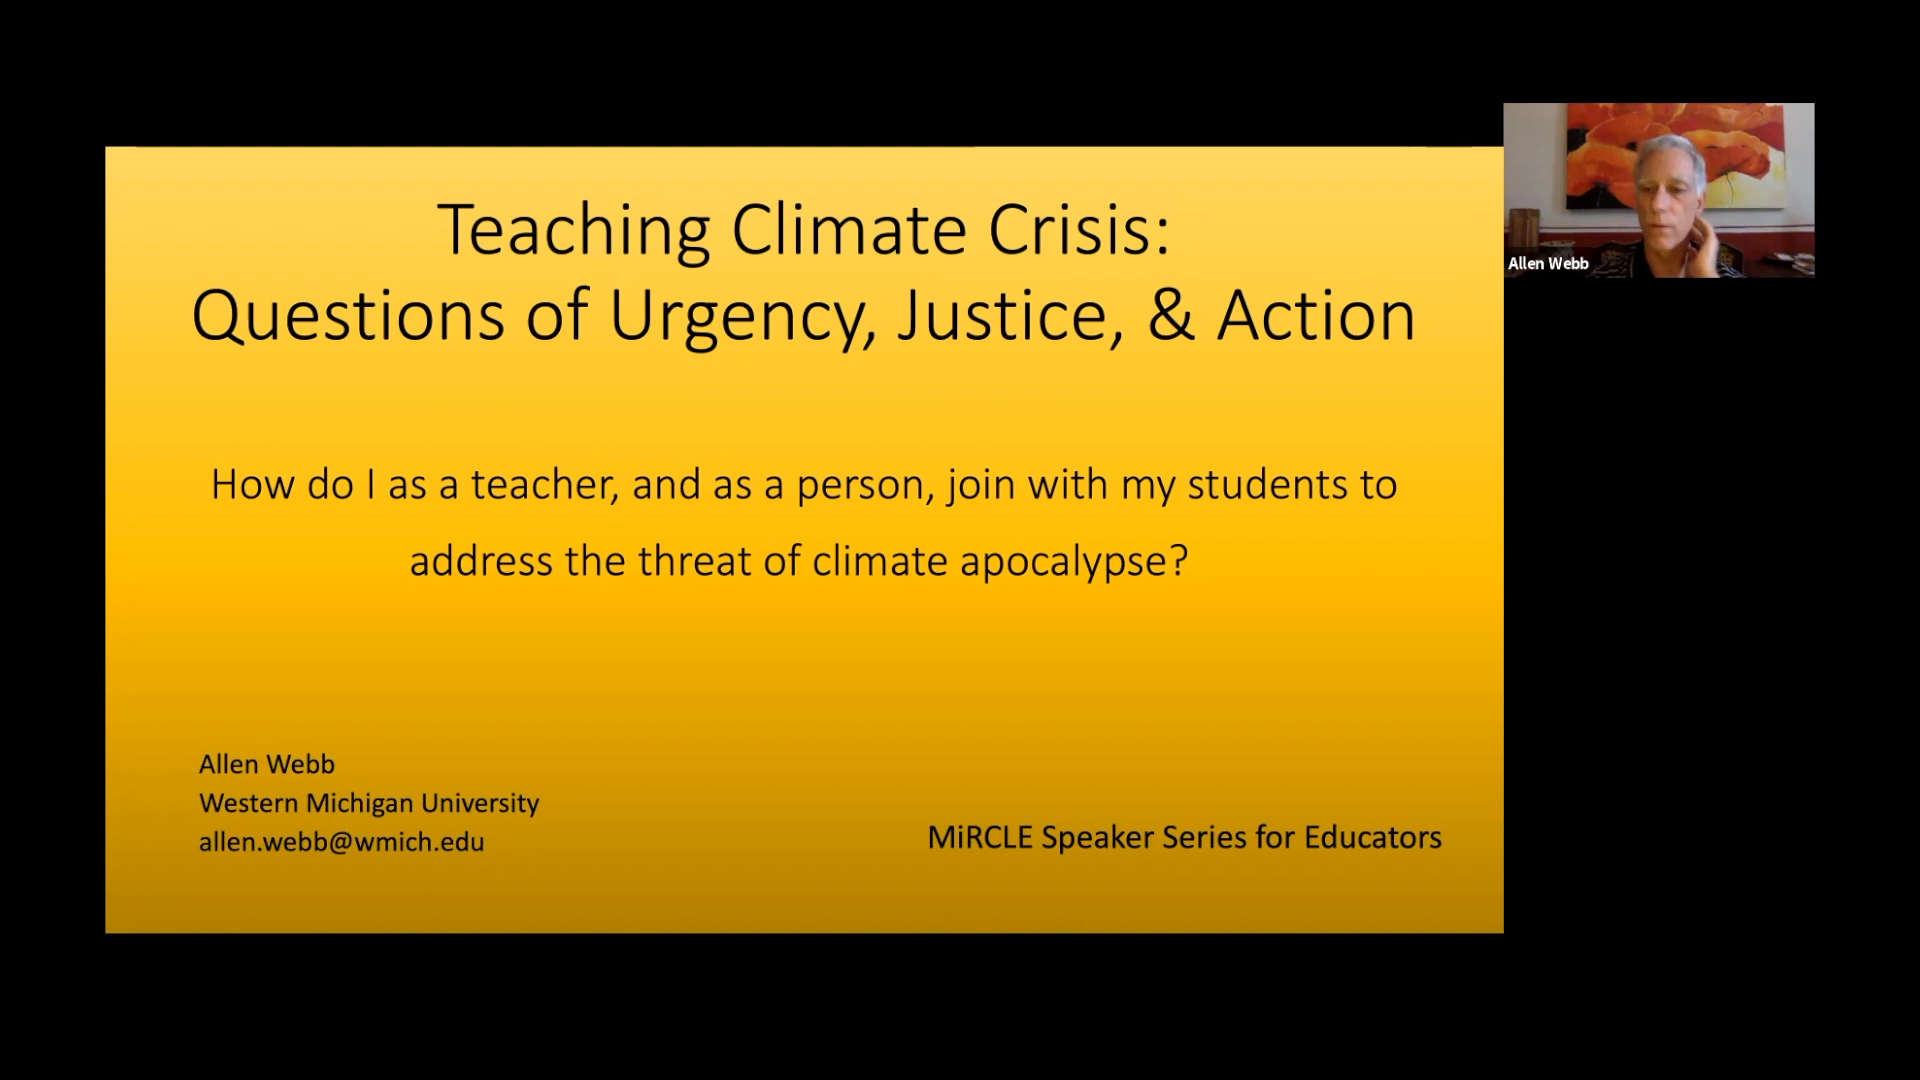 Teaching Climate Crisis:
Questions of Urgency, Justice, & Action
How do I as a teacher, and as a person, join with my students to
address the threat of climate apocalypse?
Allen Webb
Western Michigan University
allen.webb@wmich.edu
MiRCLE Speaker Series for Educators
Allen Webb